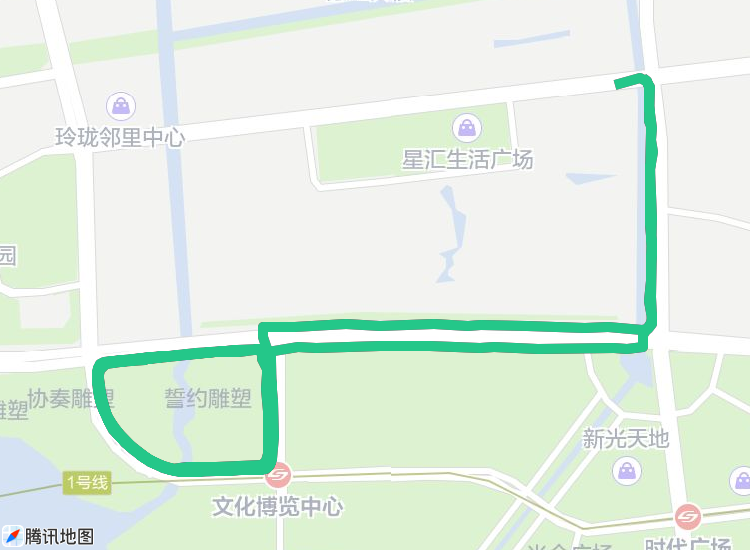 玲珑邻里中心
星汇生活广场
园
协奏雕塑
誓约雕塑
雕塑
新光天地
1号线
文化博览中心
时代广场
腾讯地图